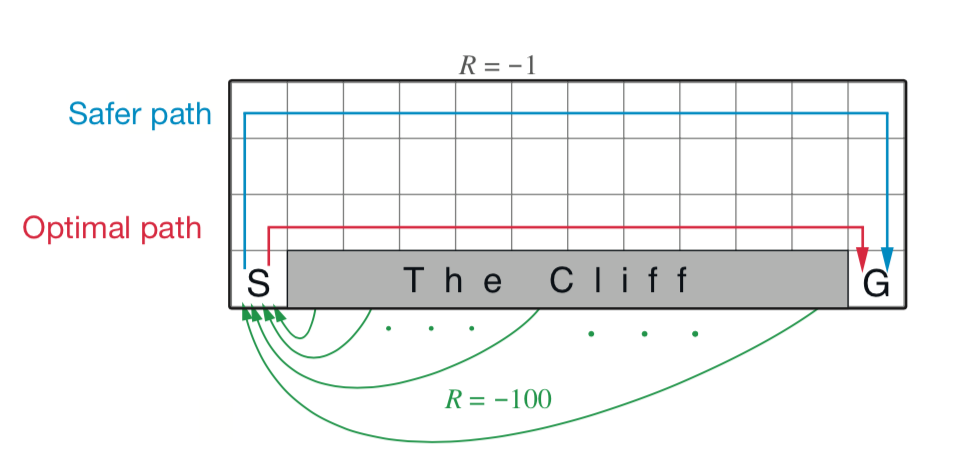 R = −1
Safer path
Optimal path
S
The Cliff
G
R = −100